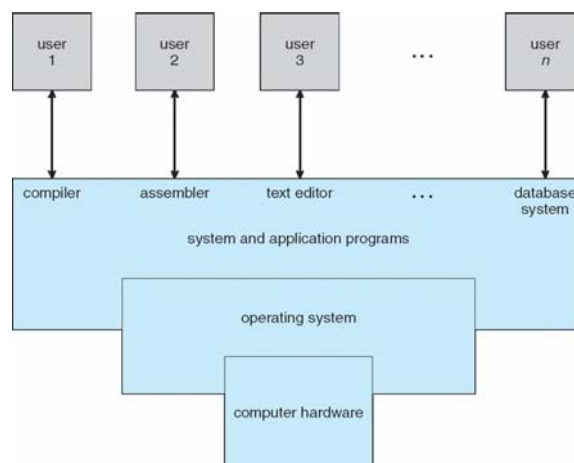 user
1
user
2
user
3
...
user
n
compiler
assembler
text editor
...
database
system
system and application programs
operating system
computer hardware